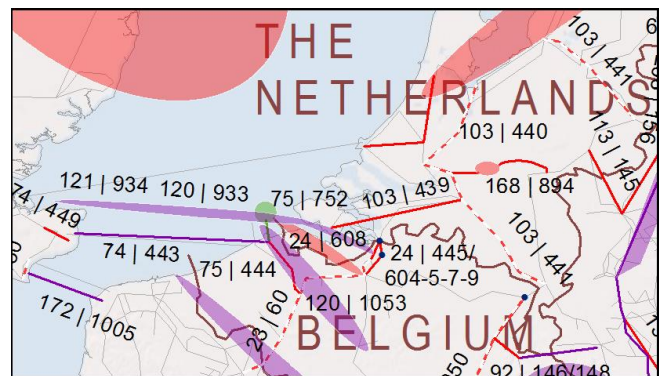 THE
NETHERLANDS
103 | 441
103 | 440
113 | 145
156
168 | 894
121 | 934
120 | 933
75 | 752
103 | 439
74 | 449
74 | 443
24 | 608
24 | 445/
604-5-7-9
103 | 441
75 | 444
120 | 1053
172 | 1005
23 | 60
BELGIUM
92 | 146/148